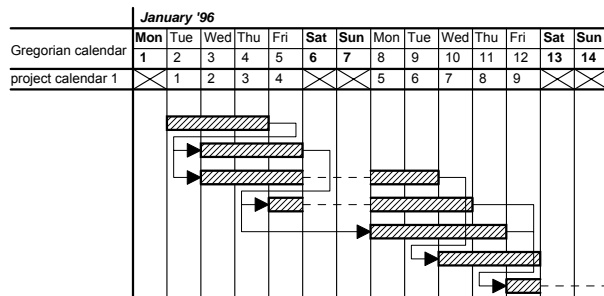 January '96
Mon Tue Wed Thu Fri Sat Sun Mon Tue Wed Thu Fri Sat Sun
Gregorian calendar 1 2 3 4 5 6 7 8 9 10 11 12 13 14
project calendar 1 1 2 3 4 5 6 7 8 9